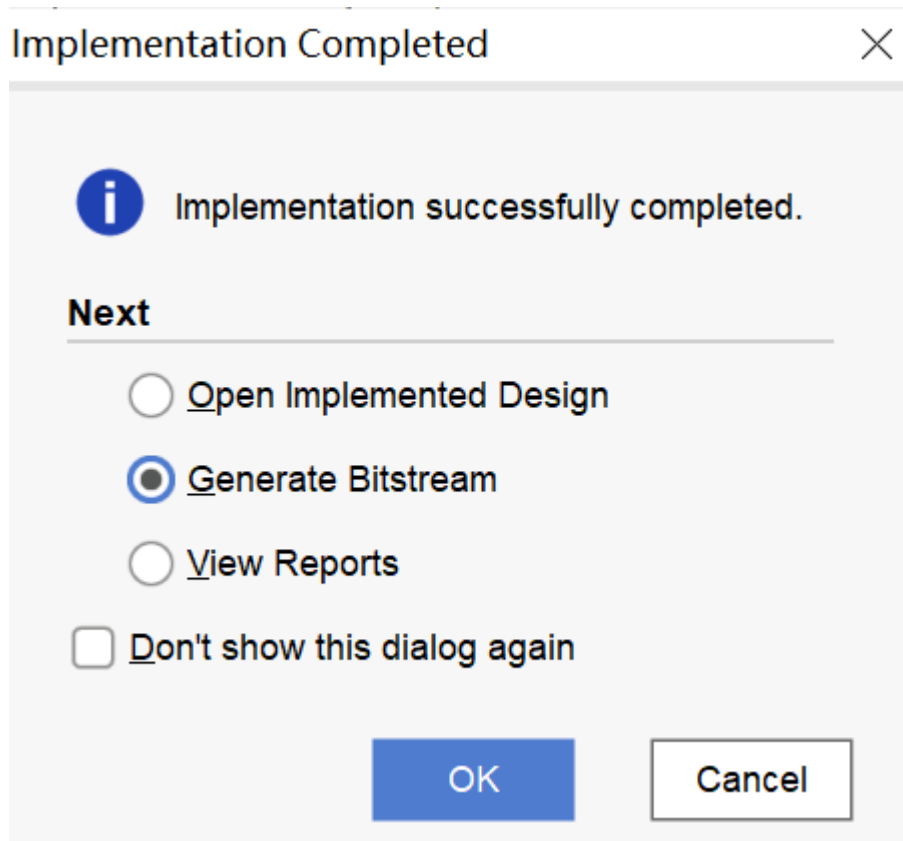 Implementation Completed
Implementation successfully completed.
Next
Open Implemented Design
Generate Bitstream
View Reports
Don't show this dialog again
OK
Cancel